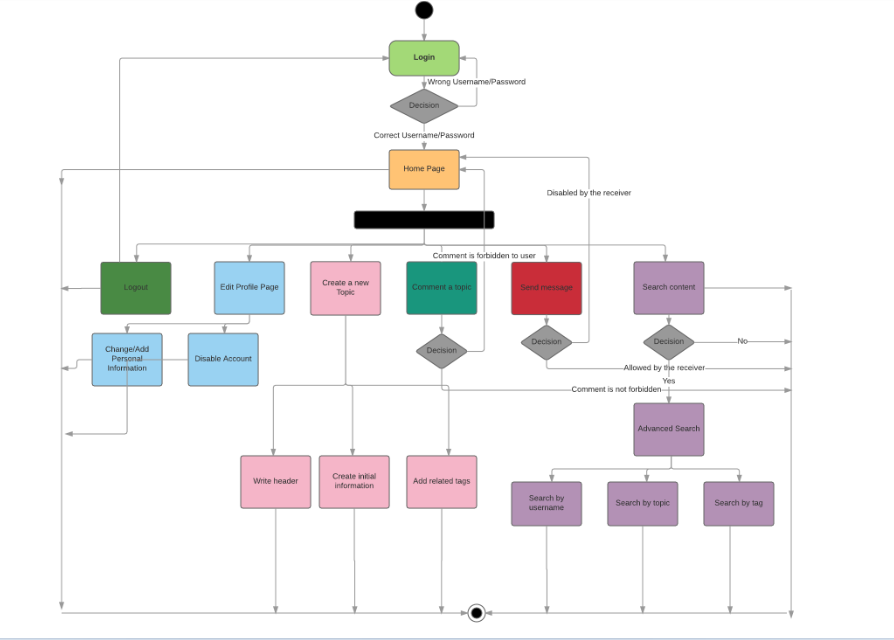 Login
Wrong Username/Password
Decision
Correct Username/Password
Home Page
Disabled by the receiver
Comment is forbidden to user
Logout
Edit Profile Page
Create a new
Topic
Comment a topic
Send message
Search content
Change/Add
Personal
Information
Disable Account
Decision
Decision
Decision
No
Allowed by the receiver
Yes
Comment is not forbidden
Advanced Search
Write header
Create initial
information
Add related tags
Search by
username
Search by topic
Search by tag